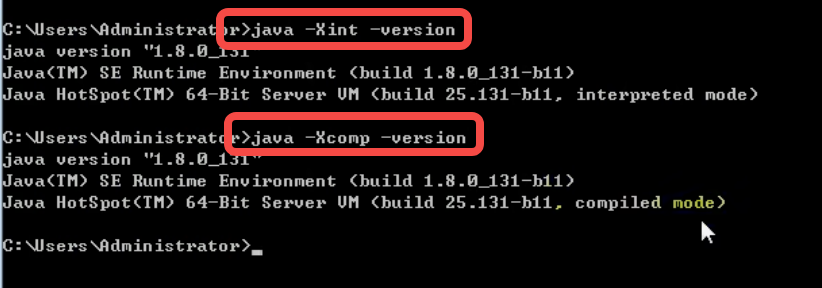 C:\Users\Administrator>java -Xint -version
java version "1.8.0_131"
Java(TM) SE Runtime Environment (build 1.8.0_131-b11)
Java HotSpot(TM) 64-Bit Server VM (build 25.131-b11, interpreted mode)
C:\Users\Administrator>java -Xcomp -version
java version "1.8.0_131"
Java(TM) SE Runtime Environment (build 1.8.0_131-b11)
Java HotSpot(TM) 64-Bit Server VM (build 25.131-b11, compiled mode)
C:\Users\Administrator>_